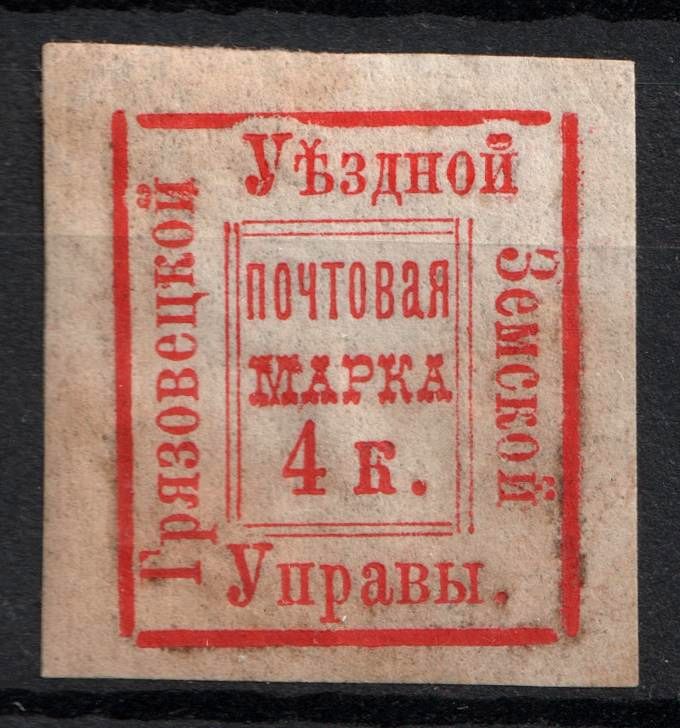 Грязовецкой
Уѣздной
Земской
Управы.
почтовая
МАРКА
4 к.